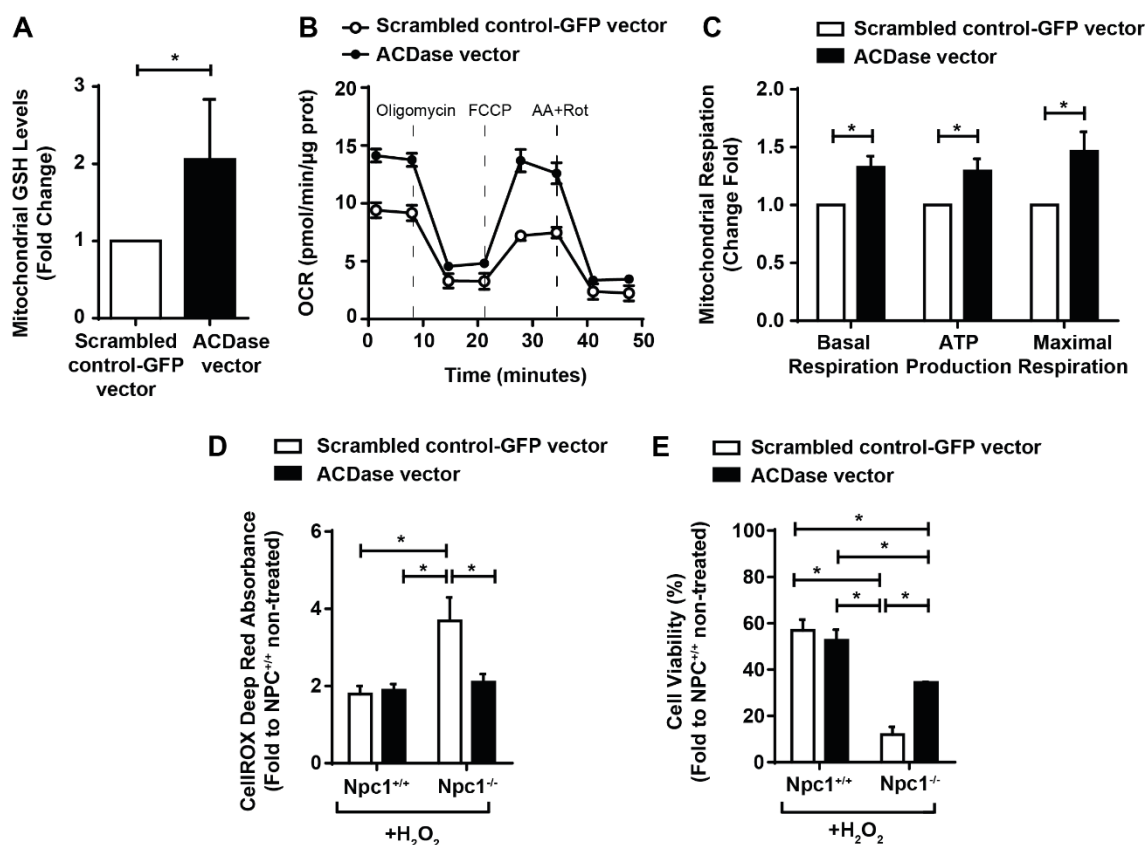 A
Mitochondrial GSH Levels
(Fold Change)
3
2
1
0
*
Scrambled
control-GFP
vector
ACDase
vector
B
Scrambled control-GFP vector
ACDase vector
OCR (pmol/min/µg prot)
20
15
10
5
0
Oligomycin
FCCP
AA+Rot
0 10 20 30 40 50
Time (minutes)
C
Scrambled control-GFP vector
ACDase vector
Mitochondrial Respiation
(Change Fold)
2.0
1.5
1.0
0.5
0.0
* * *
Basal
Respiration
ATP
Production
Maximal
Respiration
D
Scrambled control-GFP vector
ACDase vector
CellROX Deep Red Absorbance
(Fold to NPC+/+ non-treated)
6
4
2
0
*
* *
Npc1+/+ Npc1-/-
+H2O2
E
Scrambled control-GFP vector
ACDase vector
Cell Viability (%)
(Fold to NPC+/+ non-treated)
100
80
60
40
20
0
*
*
*
* *
Npc1+/+ Npc1-/-
+H2O2